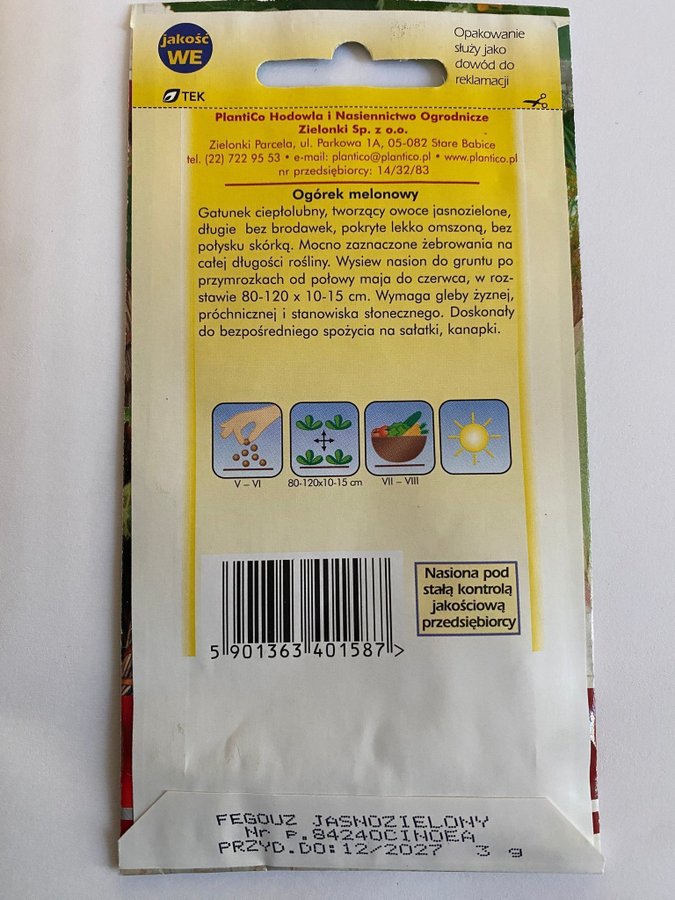 jakość
WE
TEK
Opakowanie
służy jako
dowód do
reklamacji
PlantiCo Hodowla i Nasiennictwo Ogrodnicze
Zielonki Sp. z o.o.
Zielonki Parcela, ul. Parkowa 1A, 05-082 Stare Babice
tel. (22) 722 95 53 • e-mail: plantico@plantico.pl • www.plantico.pl
nr przedsiębiorcy: 14/32/83
Ogórek melonowy
Gatunek ciepłolubny, tworzący owoce jasnozielone,
długie bez brodawek, pokryte lekko omszoną, bez
połysku skórką. Mocno zaznaczone żebrowania na
całej długości rośliny. Wysiew nasion do gruntu po
przymrozkach od połowy maja do czerwca, w roz-
stawie 80-120 x 10-15 cm. Wymaga gleby żyznej,
próchnicznej i stanowiska słonecznego. Doskonały
do bezpośredniego spożycia na sałatki, kanapki.
V – VI
80-120x10-15 cm
VII – VIII
Nasiona pod
stałą kontrolą
jakościową
przedsiębiorcy
5 901363 401587 >
FEGOUZ JASNOZIELONY
Nr P.84240CINOEA
PRZYD.DO:12/2027 3 g